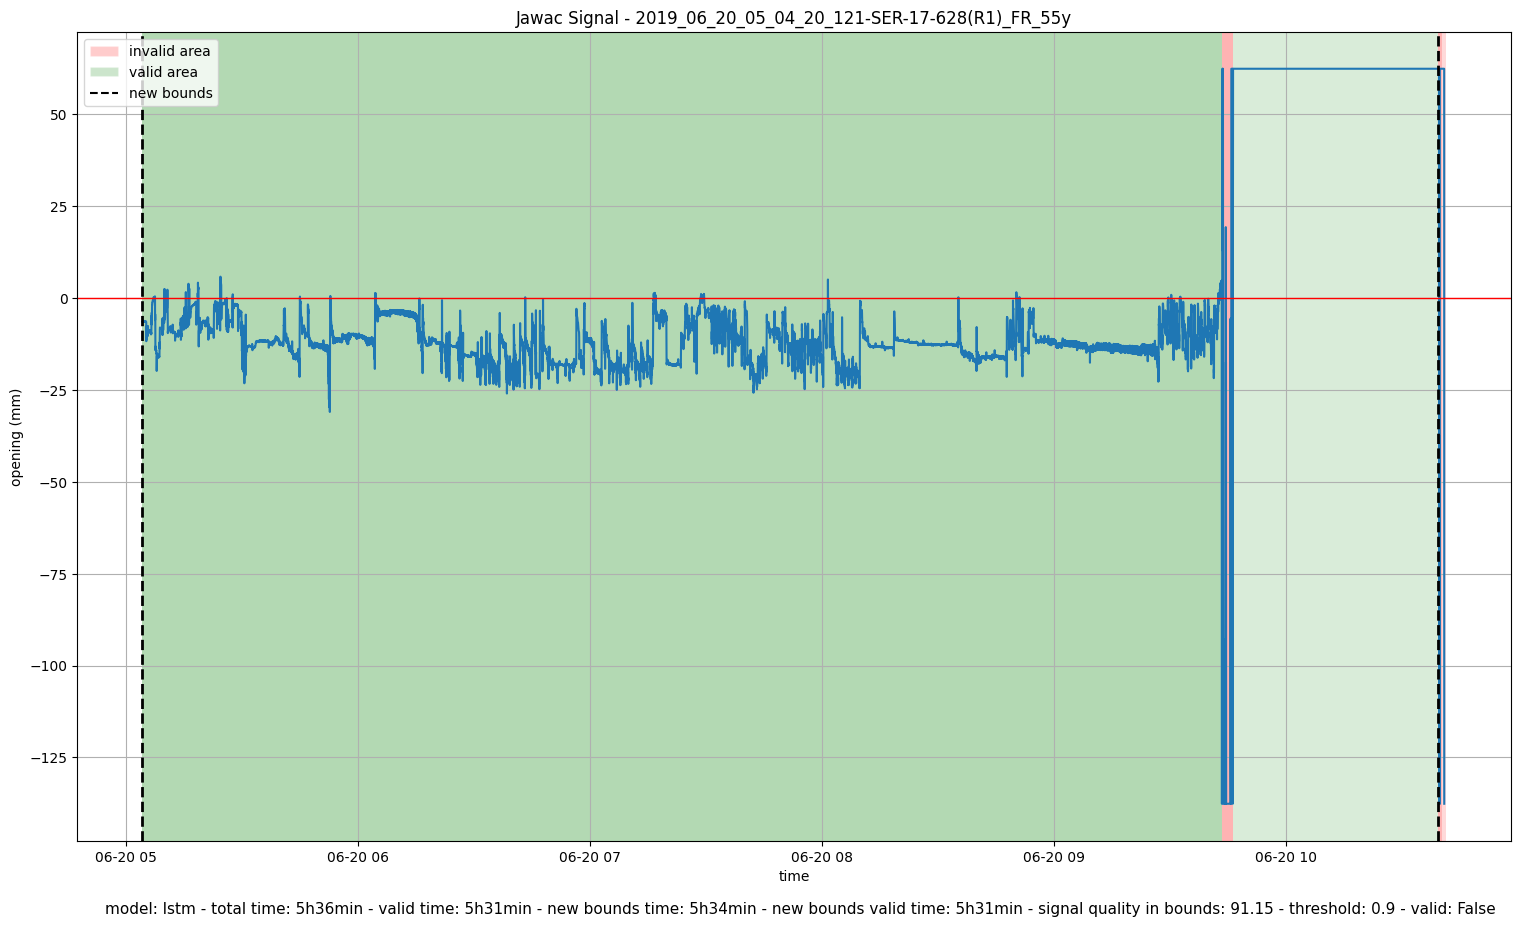 Jawac Signal - 2019_06_20_05_04_20_121-SER-17-628(R1)_FR_55y
invalid area
valid area
new bounds
50
25
0
−25
−50
−75
−100
−125
opening (mm)
06-20 05
06-20 06
06-20 07
06-20 08
06-20 09
06-20 10
time
model: lstm - total time: 5h36min - valid time: 5h31min - new bounds time: 5h34min - new bounds valid time: 5h31min - signal quality in bounds: 91.15 - threshold: 0.9 - valid: False